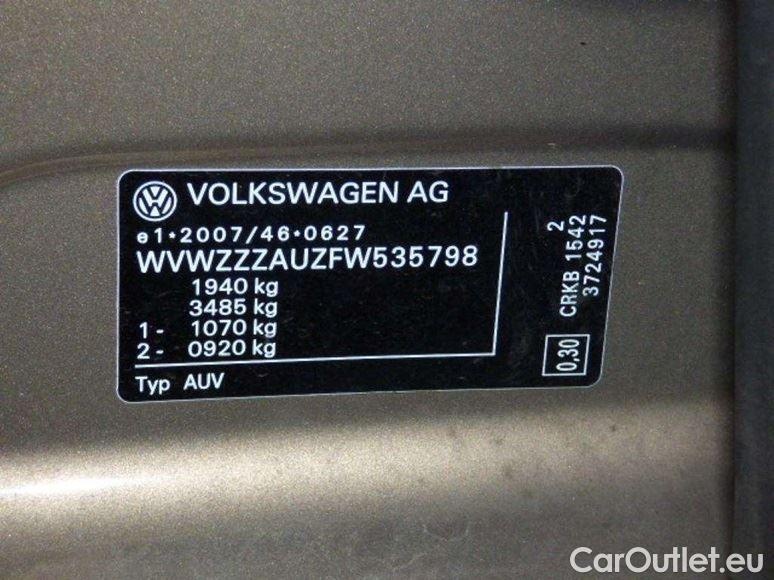 VOLKSWAGEN AG
e1*2007/46*0627
WVWZZZAUZFW535798
1940 kg
3485 kg
1 - 1070 kg
2 - 0920 kg
Typ AUV
2
CRKB 1542
3724917
0,30
CarOutlet.eu